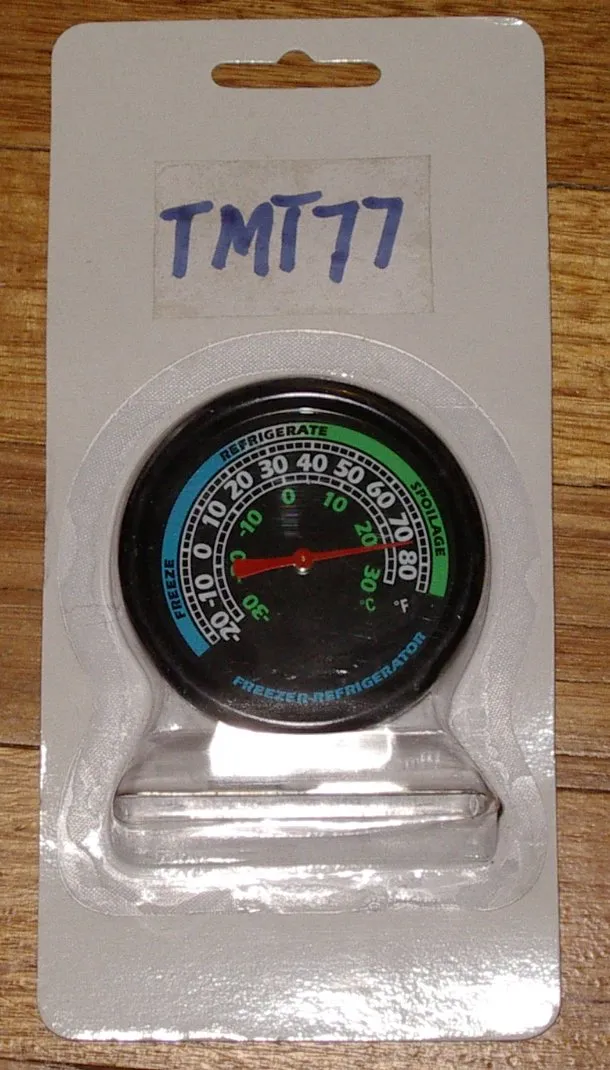 TMT77
REFRIGERATE
FREEZE
SPOILAGE
-20 -10 0 10 20 30 40 50 60 70 80
°F
-30 -10 0 10 20 30
°C
FREEZER-REFRIGERATOR